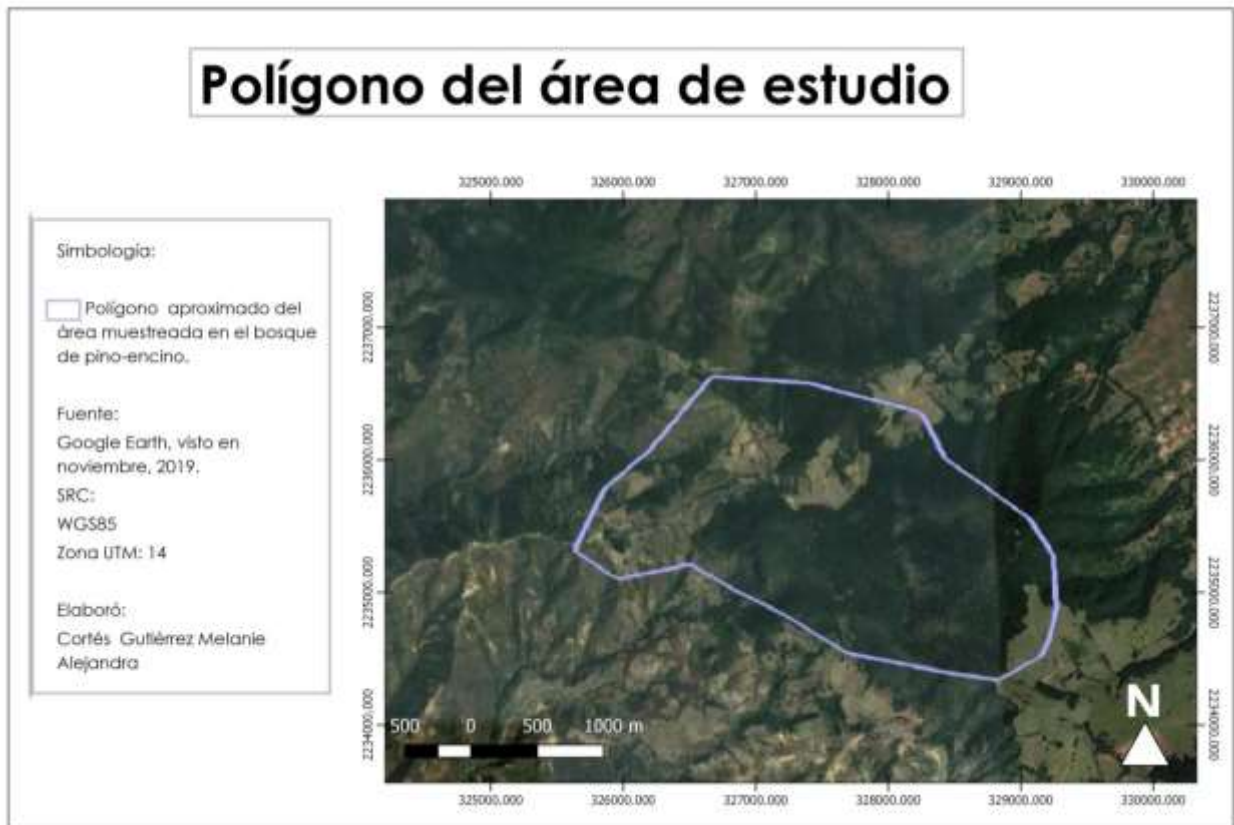 Polígono del área de estudio
Simbología:
Polígono aproximado del
área muestreada en el bosque
de pino-encino.
Fuente:
Google Earth, visto en
noviembre, 2019.
SRC:
WGS85
Zona UTM: 14
Elaboró:
Cortés Gutiérrez Melanie
Alejandra
325000.000 326000.000 327000.000 328000.000 329000.000 330000.000
2237000.000
2236000.000
2235000.000
2234000.000
2237000.000
2236000.000
2235000.000
2234000.000
500 0 500 1000 m
N
325000.000 326000.000 327000.000 328000.000 329000.000 330000.000